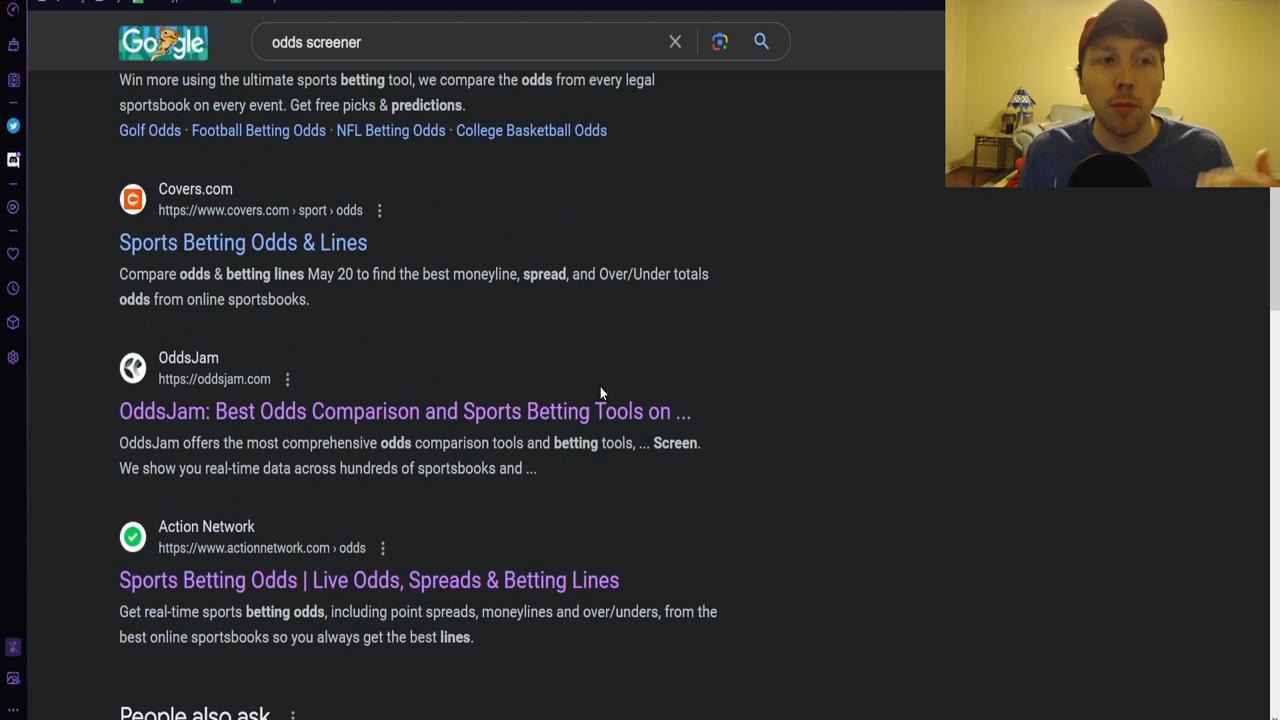 Google
odds screener
Win more using the ultimate sports betting tool, we compare the odds from every legal
sportsbook on every event. Get free picks & predictions.
Golf Odds · Football Betting Odds · NFL Betting Odds · College Basketball Odds
Covers.com
https://www.covers.com › sport › odds
Sports Betting Odds & Lines
Compare odds & betting lines May 20 to find the best moneyline, spread, and Over/Under totals
odds from online sportsbooks.
OddsJam
https://oddsjam.com
OddsJam: Best Odds Comparison and Sports Betting Tools on ...
OddsJam offers the most comprehensive odds comparison tools and betting tools, ... Screen.
We show you real-time data across hundreds of sportsbooks and ...
Action Network
https://www.actionnetwork.com › odds
Sports Betting Odds | Live Odds, Spreads & Betting Lines
Get real-time sports betting odds, including point spreads, moneylines and over/unders, from the
best online sportsbooks so you always get the best lines.
People also ask